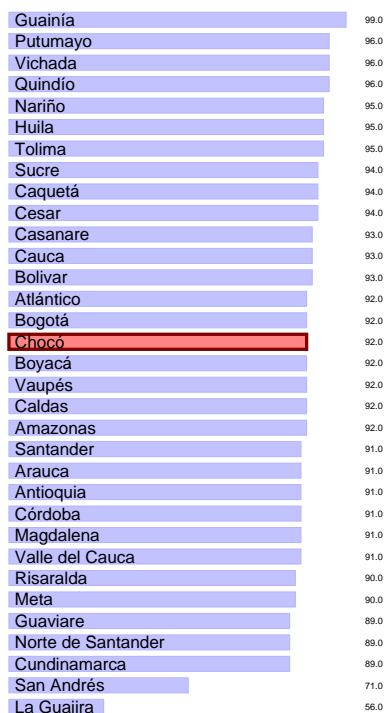 Guainía 99.0
Putumayo 96.0
Vichada 96.0
Quindío 96.0
Nariño 95.0
Huila 95.0
Tolima 95.0
Sucre 94.0
Caquetá 94.0
Cesar 94.0
Casanare 93.0
Cauca 93.0
Bolivar 93.0
Atlántico 92.0
Bogotá 92.0
Chocó 92.0
Boyacá 92.0
Vaupés 92.0
Caldas 92.0
Amazonas 92.0
Santander 91.0
Arauca 91.0
Antioquia 91.0
Córdoba 91.0
Magdalena 91.0
Valle del Cauca 91.0
Risaralda 90.0
Meta 90.0
Guaviare 89.0
Norte de Santander 89.0
Cundinamarca 89.0
San Andrés 71.0
La Guajira 56.0